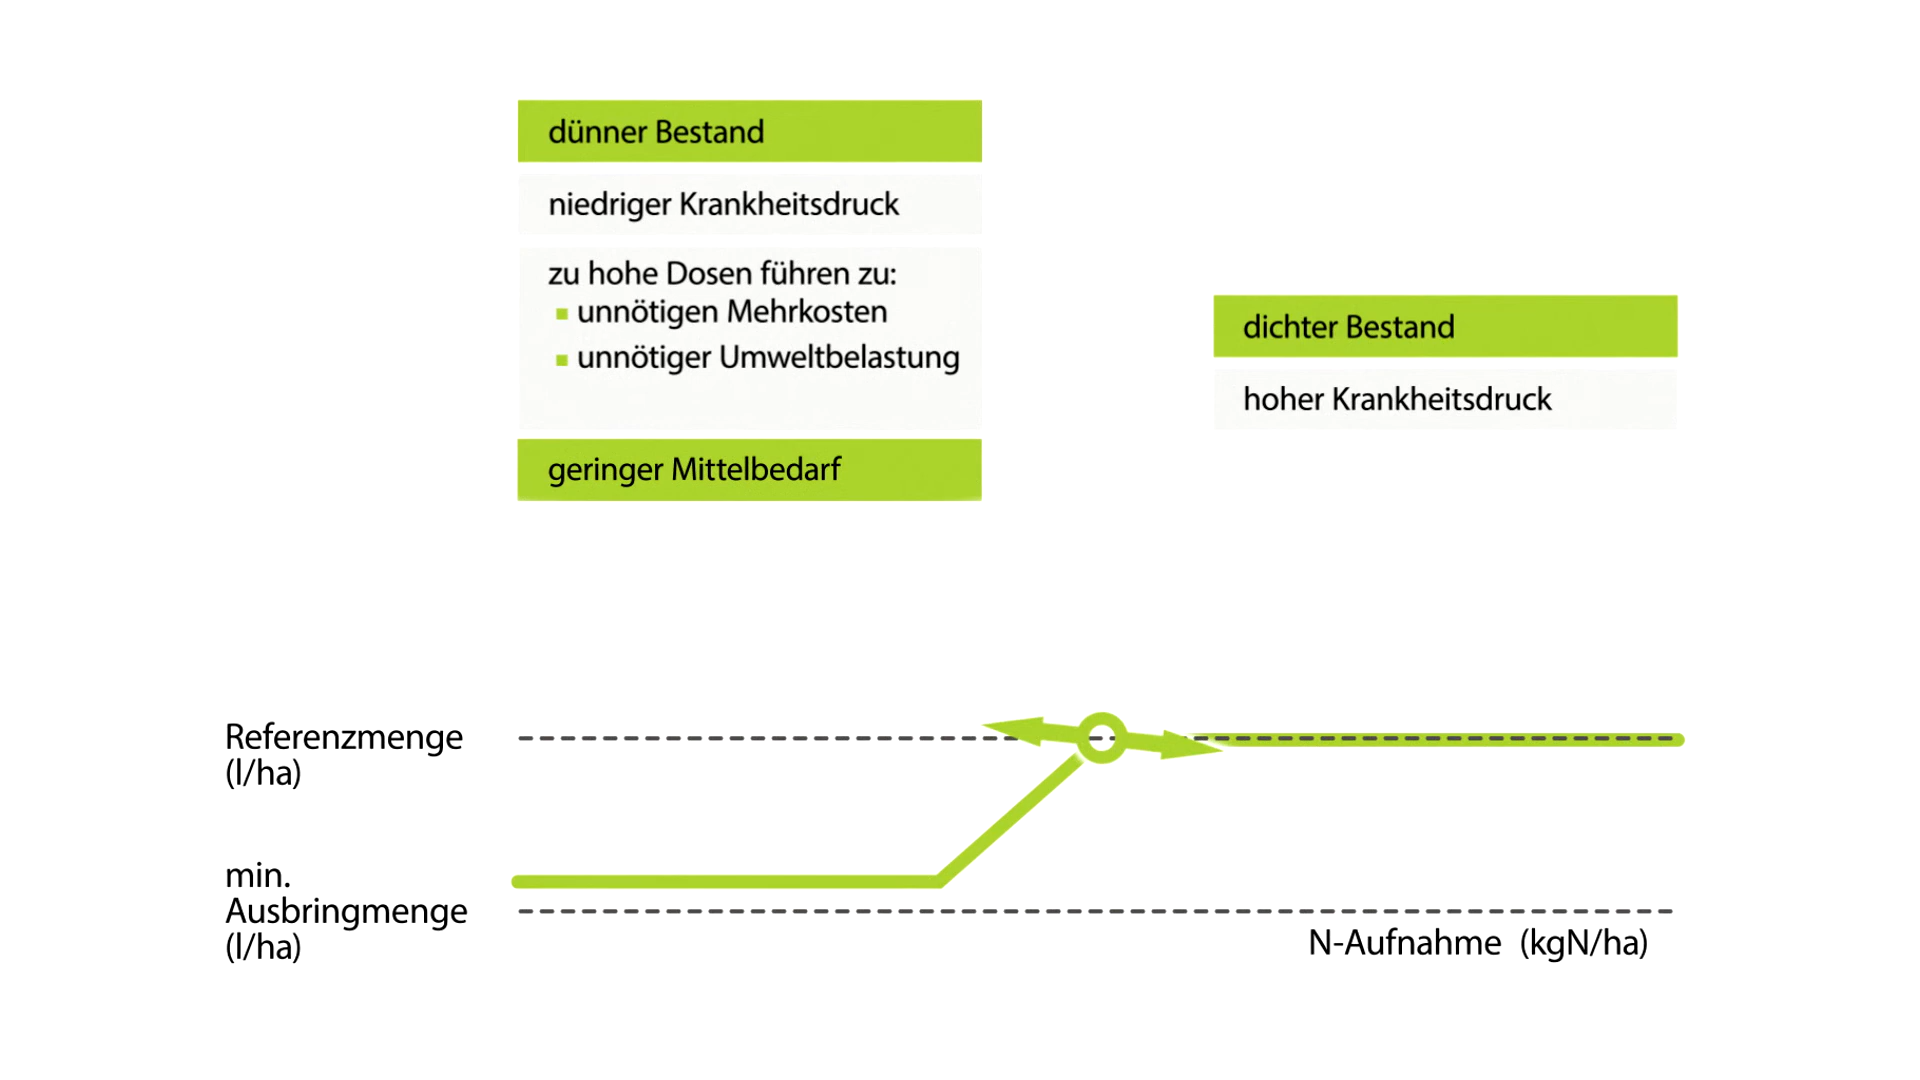 dünner Bestand
niedriger Krankheitsdruck
zu hohe Dosen führen zu:
unnötigen Mehrkosten
unnötiger Umweltbelastung
geringer Mittelbedarf
dichter Bestand
hoher Krankheitsdruck
Referenzmenge
(l/ha)
min.
Ausbringmenge
(l/ha)
N-Aufnahme (kgN/ha)